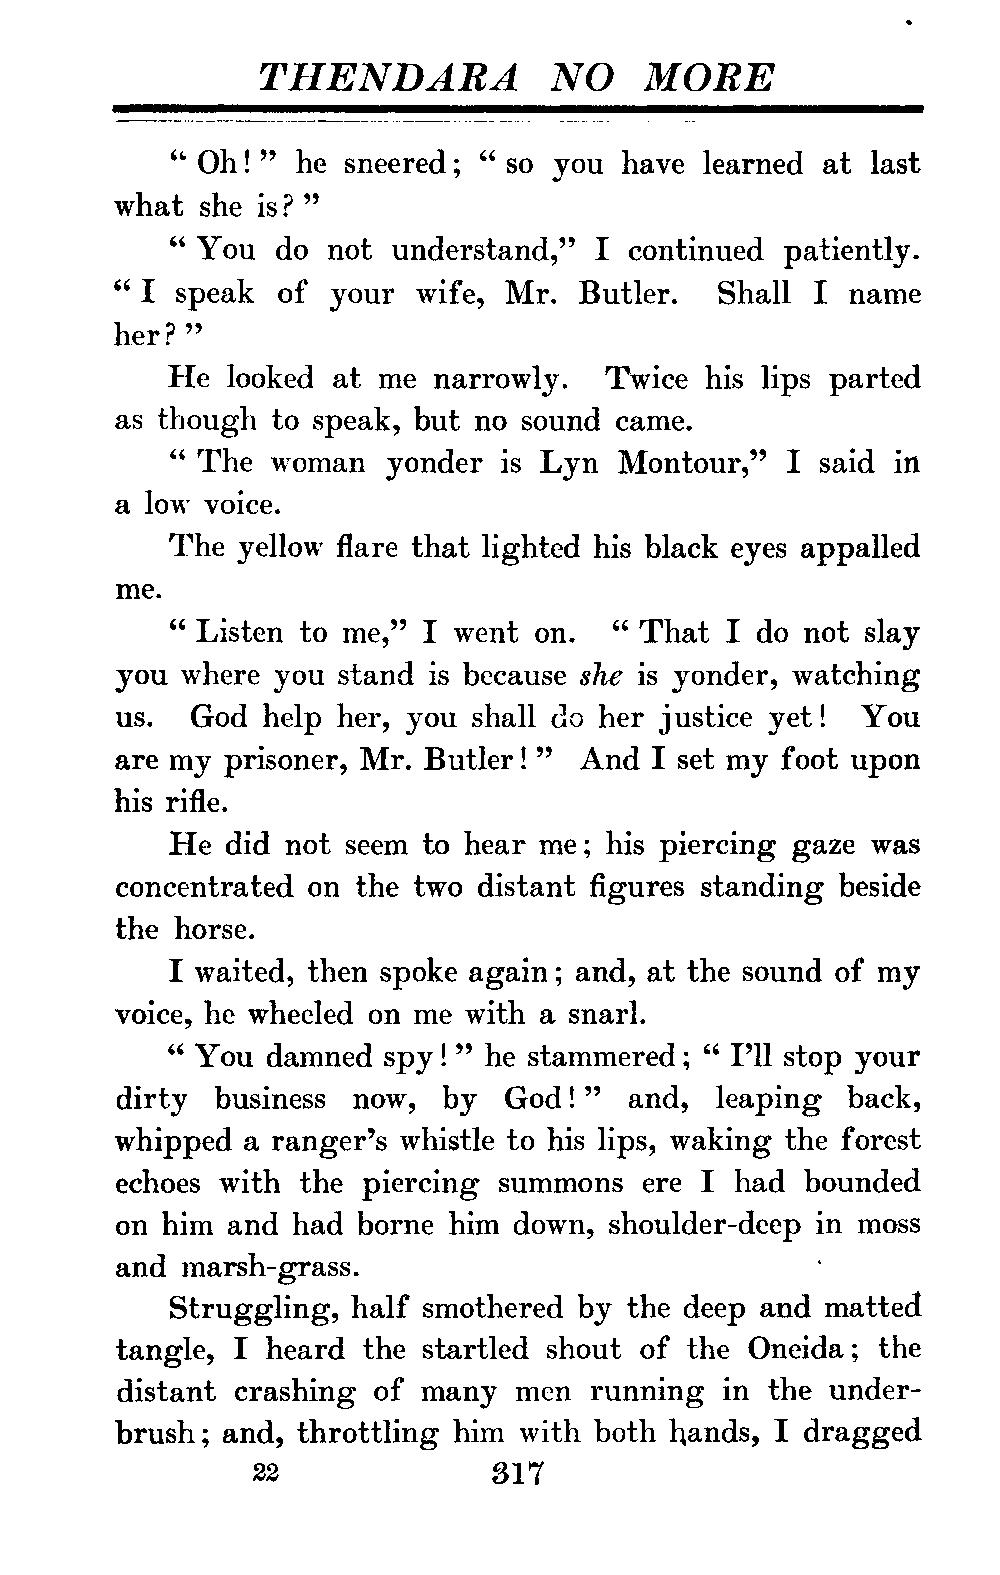 THENDARA NO MORE
“ Oh! ” he sneered; “ so you have learned at last
what she is? ”
“ You do not understand,” I continued patiently.
“ I speak of your wife, Mr. Butler. Shall I name
her? ”
He looked at me narrowly. Twice his lips parted
as though to speak, but no sound came.
“ The woman yonder is Lyn Montour,” I said in
a low voice.
The yellow flare that lighted his black eyes appalled
me.
“ Listen to me,” I went on. “ That I do not slay
you where you stand is because she is yonder, watching
us. God help her, you shall do her justice yet! You
are my prisoner, Mr. Butler! ” And I set my foot upon
his rifle.
He did not seem to hear me; his piercing gaze was
concentrated on the two distant figures standing beside
the horse.
I waited, then spoke again; and, at the sound of my
voice, he wheeled on me with a snarl.
“ You damned spy! ” he stammered; “ I’ll stop your
dirty business now, by God! ” and, leaping back,
whipped a ranger’s whistle to his lips, waking the forest
echoes with the piercing summons ere I had bounded
on him and had borne him down, shoulder-deep in moss
and marsh-grass.
Struggling, half smothered by the deep and matted
tangle, I heard the startled shout of the Oneida; the
distant crashing of many men running in the under-
brush; and, throttling him with both hands, I dragged
22 317